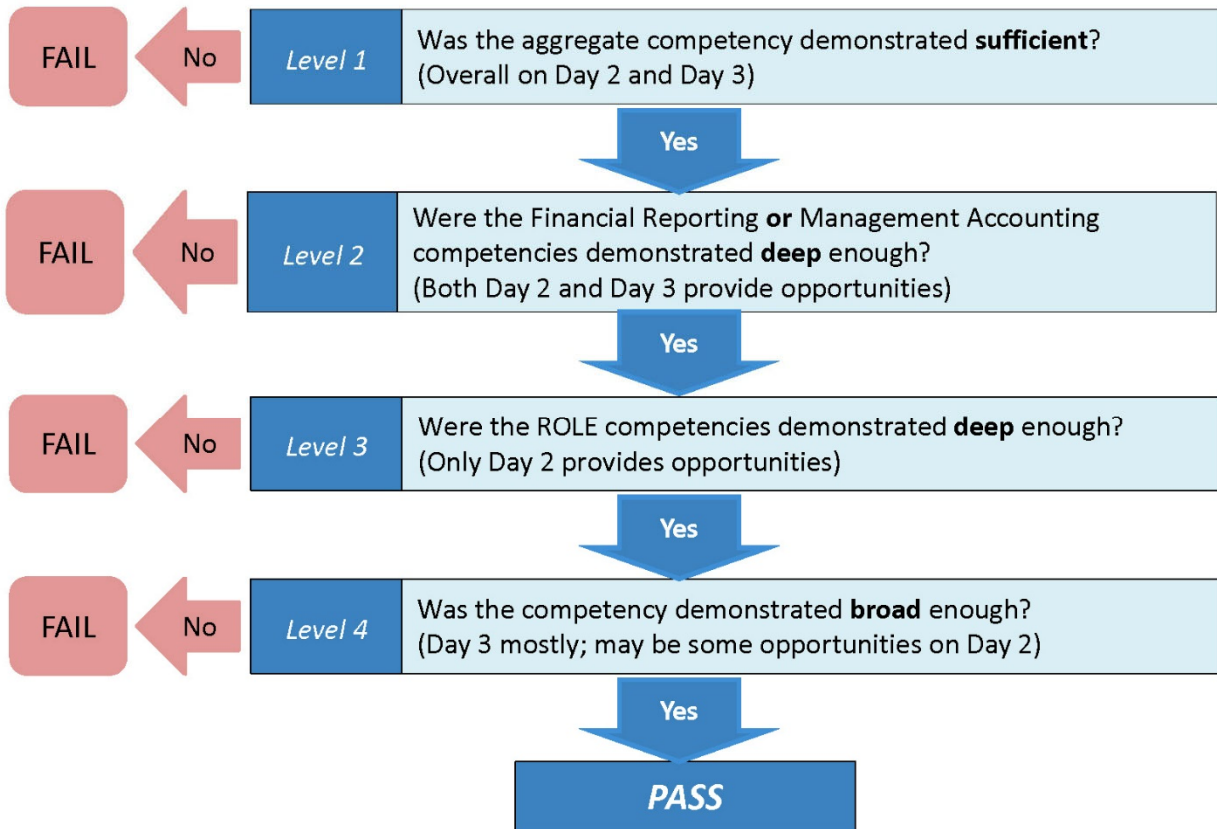 FAIL
No
Level 1
Was the aggregate competency demonstrated sufficient?
(Overall on Day 2 and Day 3)
Yes
FAIL
No
Level 2
Were the Financial Reporting or Management Accounting
competencies demonstrated deep enough?
(Both Day 2 and Day 3 provide opportunities)
Yes
FAIL
No
Level 3
Were the ROLE competencies demonstrated deep enough?
(Only Day 2 provides opportunities)
Yes
FAIL
No
Level 4
Was the competency demonstrated broad enough?
(Day 3 mostly; may be some opportunities on Day 2)
Yes
PASS